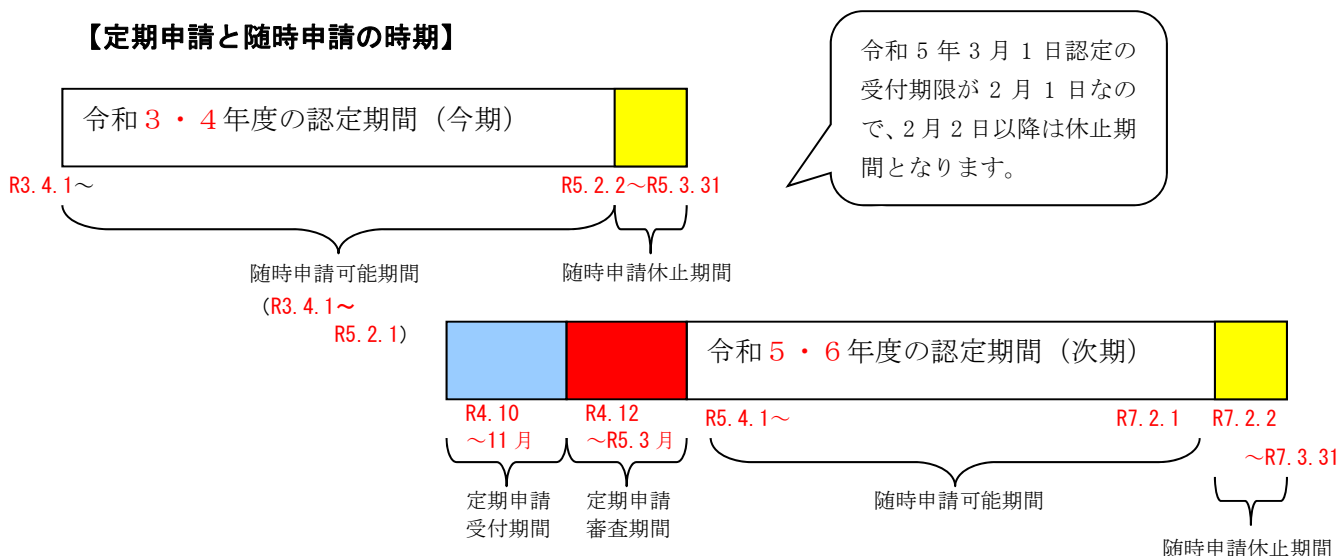 【定期申請と随時申請の時期】
令和５年３月１日認定の
受付期限が２月１日なの
で、２月２日以降は休止期
間となります。
令和３・４年度の認定期間（今期）
R3.4.1～
R5.2.2～R5.3.31
随時申請可能期間
（R3.4.1～
R5.2.1）
随時申請休止期間
令和５・６年度の認定期間（次期）
R4.10
～11月
R4.12
～R5.3月
R5.4.1～
R7.2.1
R7.2.2
～R7.3.31
定期申請
受付期間
定期申請
審査期間
随時申請可能期間
随時申請休止期間